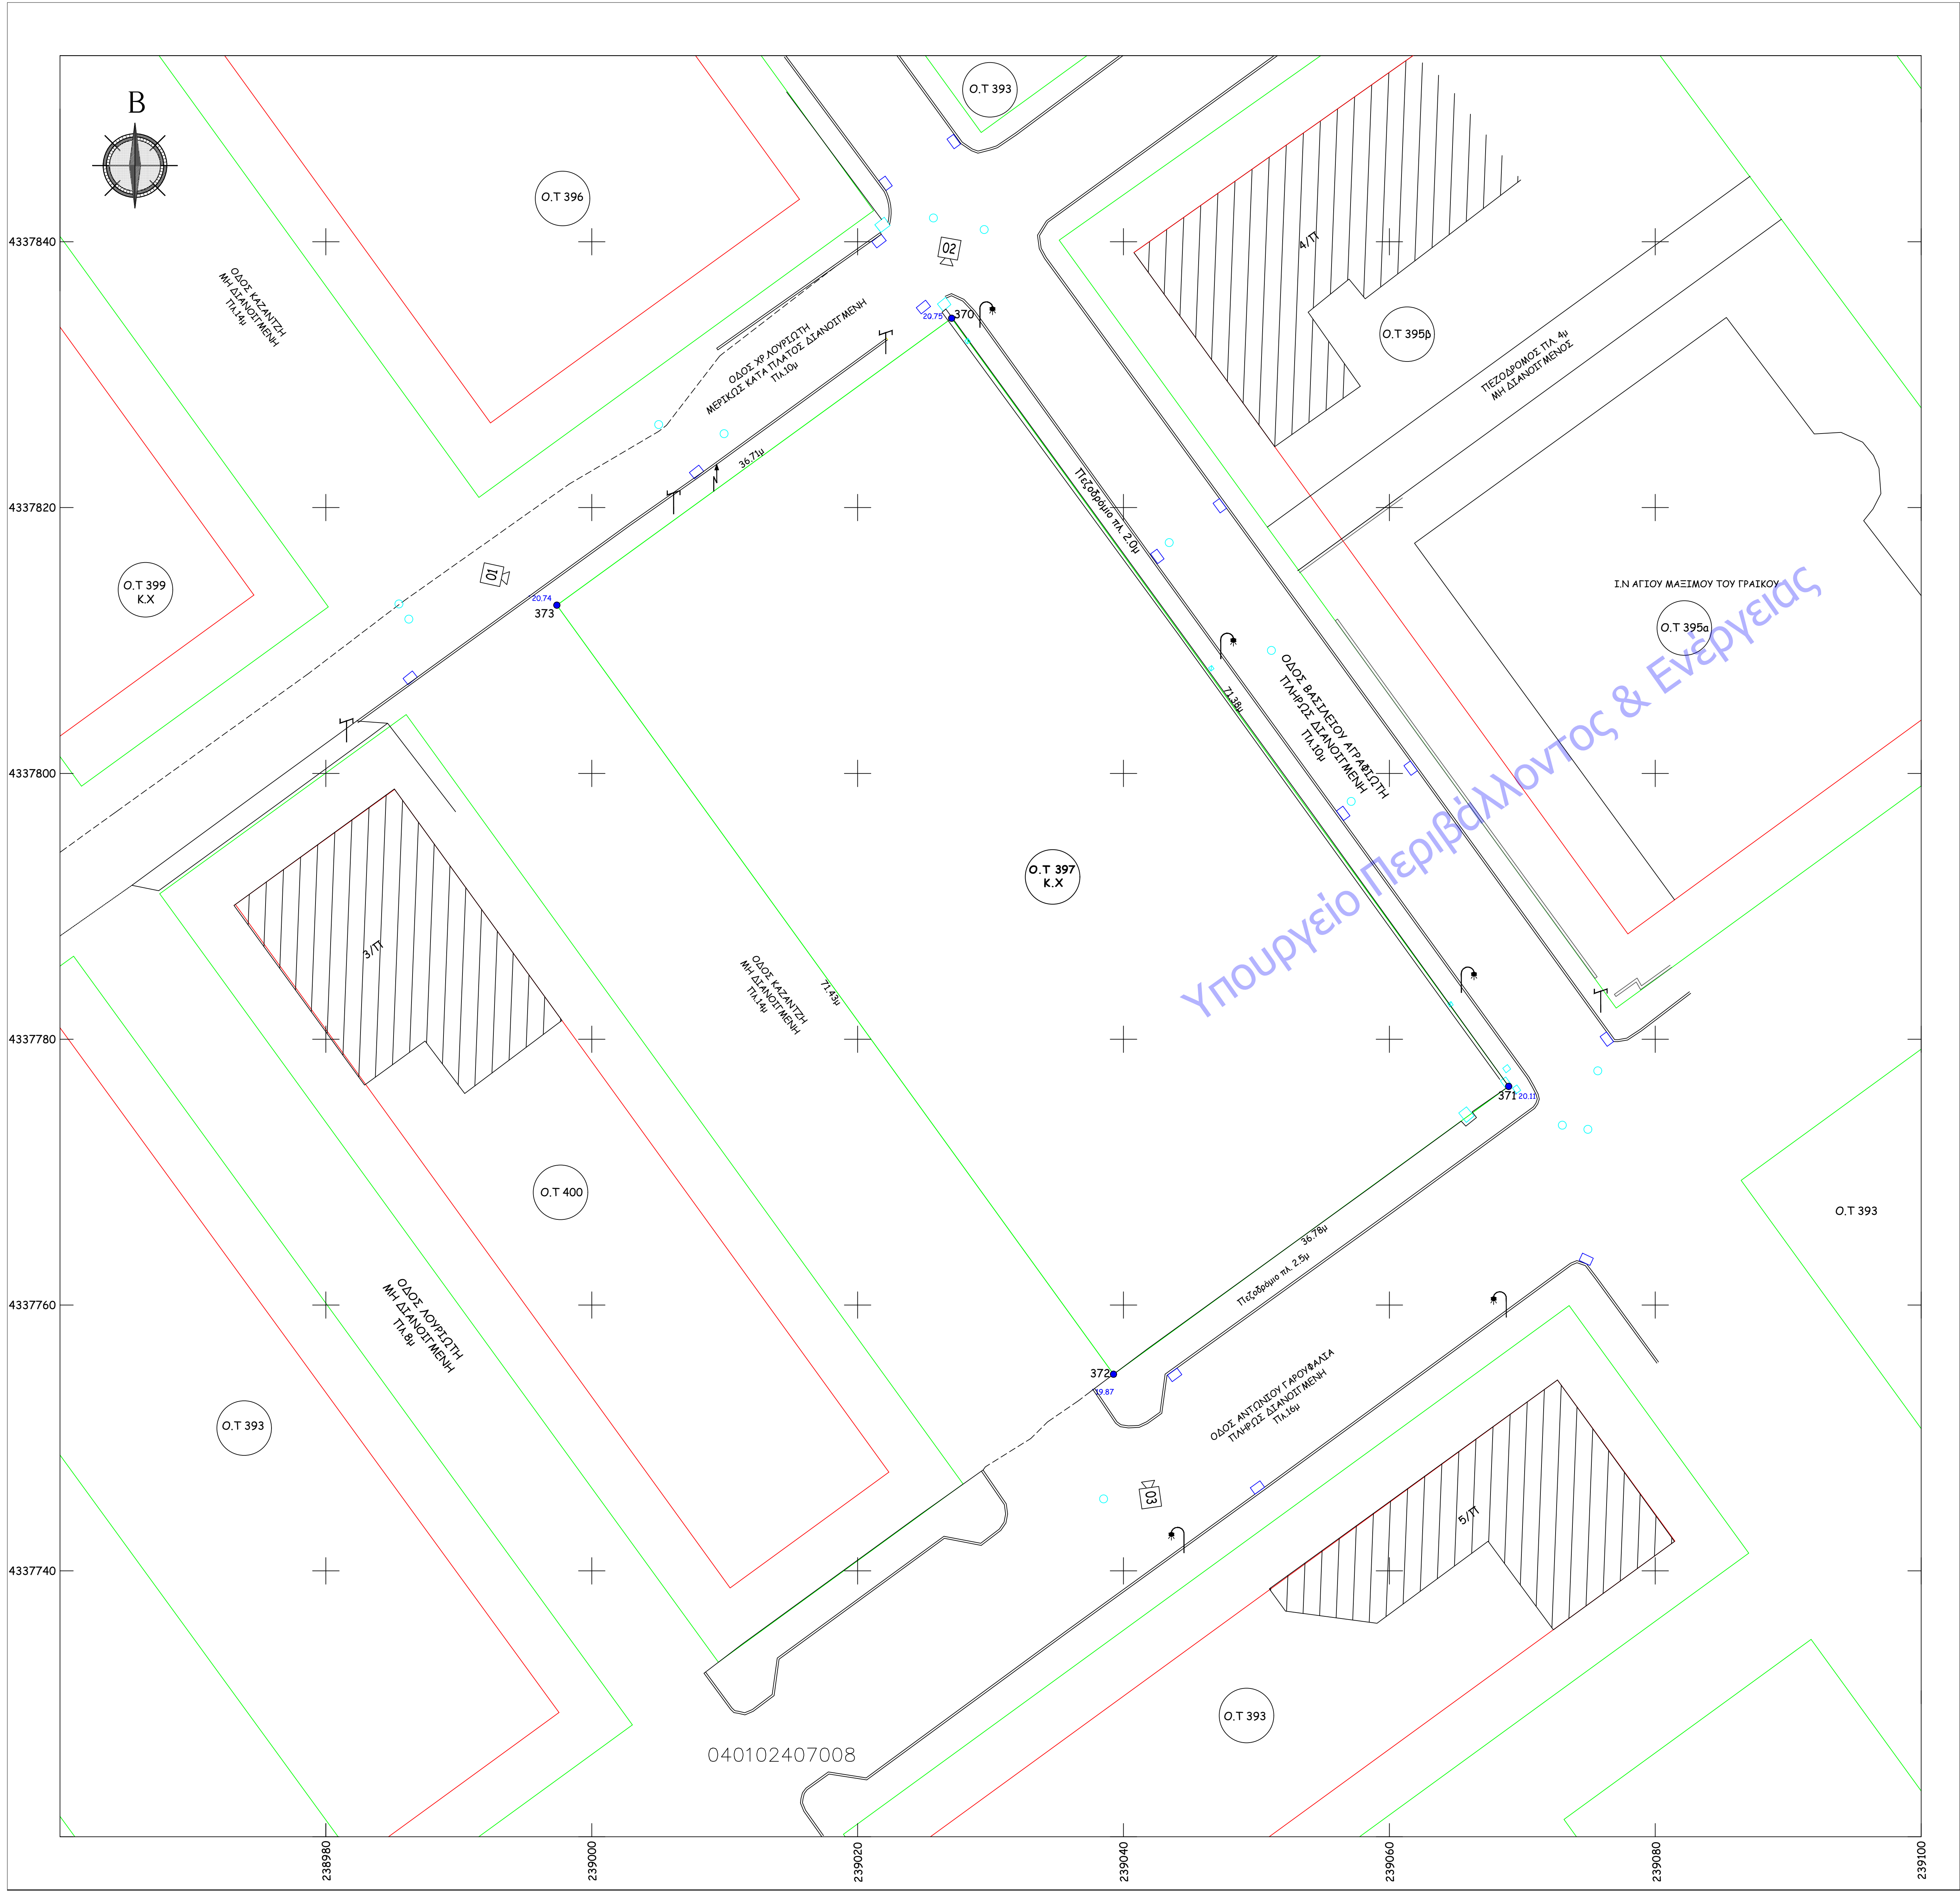 B
Ο.Τ 393
Ο.Τ 396
02
4337840
4/Π
ΟΔΟΣ ΚΑΖΑΝΤΖΗ
ΜΗ ΔΙΑΝΟΙΓΜΕΝΗ
Πλ.14μ
20.75
370
Ο.Τ 395β
ΟΔΟΣ ΧΡ.ΛΟΥΡΙΩΤΗ
ΜΕΡΙΚΩΣ ΚΑΤΑ ΠΛΑΤΟΣ ΔΙΑΝΟΙΓΜΕΝΗ
Πλ.10μ
ΠΕΖΟΔΡΟΜΟΣ ΠΛ. 4μ
ΜΗ ΔΙΑΝΟΙΓΜΕΝΟΣ
36.71μ
4337820
Πεζοδρόμιο πλ. 2.0μ
01
Ο.Τ 399
Κ.Χ
20.74
373
Ι.Ν ΑΓΙΟΥ ΜΑΞΙΜΟΥ ΤΟΥ ΓΡΑΙΚΟΥ
Ο.Τ 395α
71.38μ
ΟΔΟΣ ΒΑΣΙΛΕΙΟΥ ΑΓΡΑΦΙΩΤΗ
ΠΛΗΡΩΣ ΔΙΑΝΟΙΓΜΕΝΗ
Πλ.10μ
4337800
Υπουργείο Περιβάλλοντος & Ενέργειας
Ο.Τ 397
Κ.Χ
3/Π
ΟΔΟΣ ΚΑΖΑΝΤΖΗ
ΜΗ ΔΙΑΝΟΙΓΜΕΝΗ
Πλ.14μ
71.43μ
4337780
371
20.11
Ο.Τ 400
Ο.Τ 393
36.78μ
Πεζοδρόμιο πλ. 2.5μ
4337760
ΟΔΟΣ ΛΟΥΡΙΩΤΗ
ΜΗ ΔΙΑΝΟΙΓΜΕΝΗ
Πλ.8μ
372
19.87
ΟΔΟΣ ΑΝΤΩΝΙΟΥ ΓΑΡΟΥΦΑΛΙΑ
ΠΛΗΡΩΣ ΔΙΑΝΟΙΓΜΕΝΗ
Πλ.16μ
Ο.Τ 393
03
5/Π
4337740
Ο.Τ 393
040102407008
238980
239000
239020
239040
239060
239080
239100